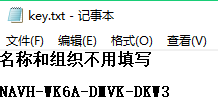 key.txt - 记事本
文件(F) 编辑(E) 格式(O) 查看(V)
名称和组织不用填写
NAVH-WK6A-DMVK-DKW3